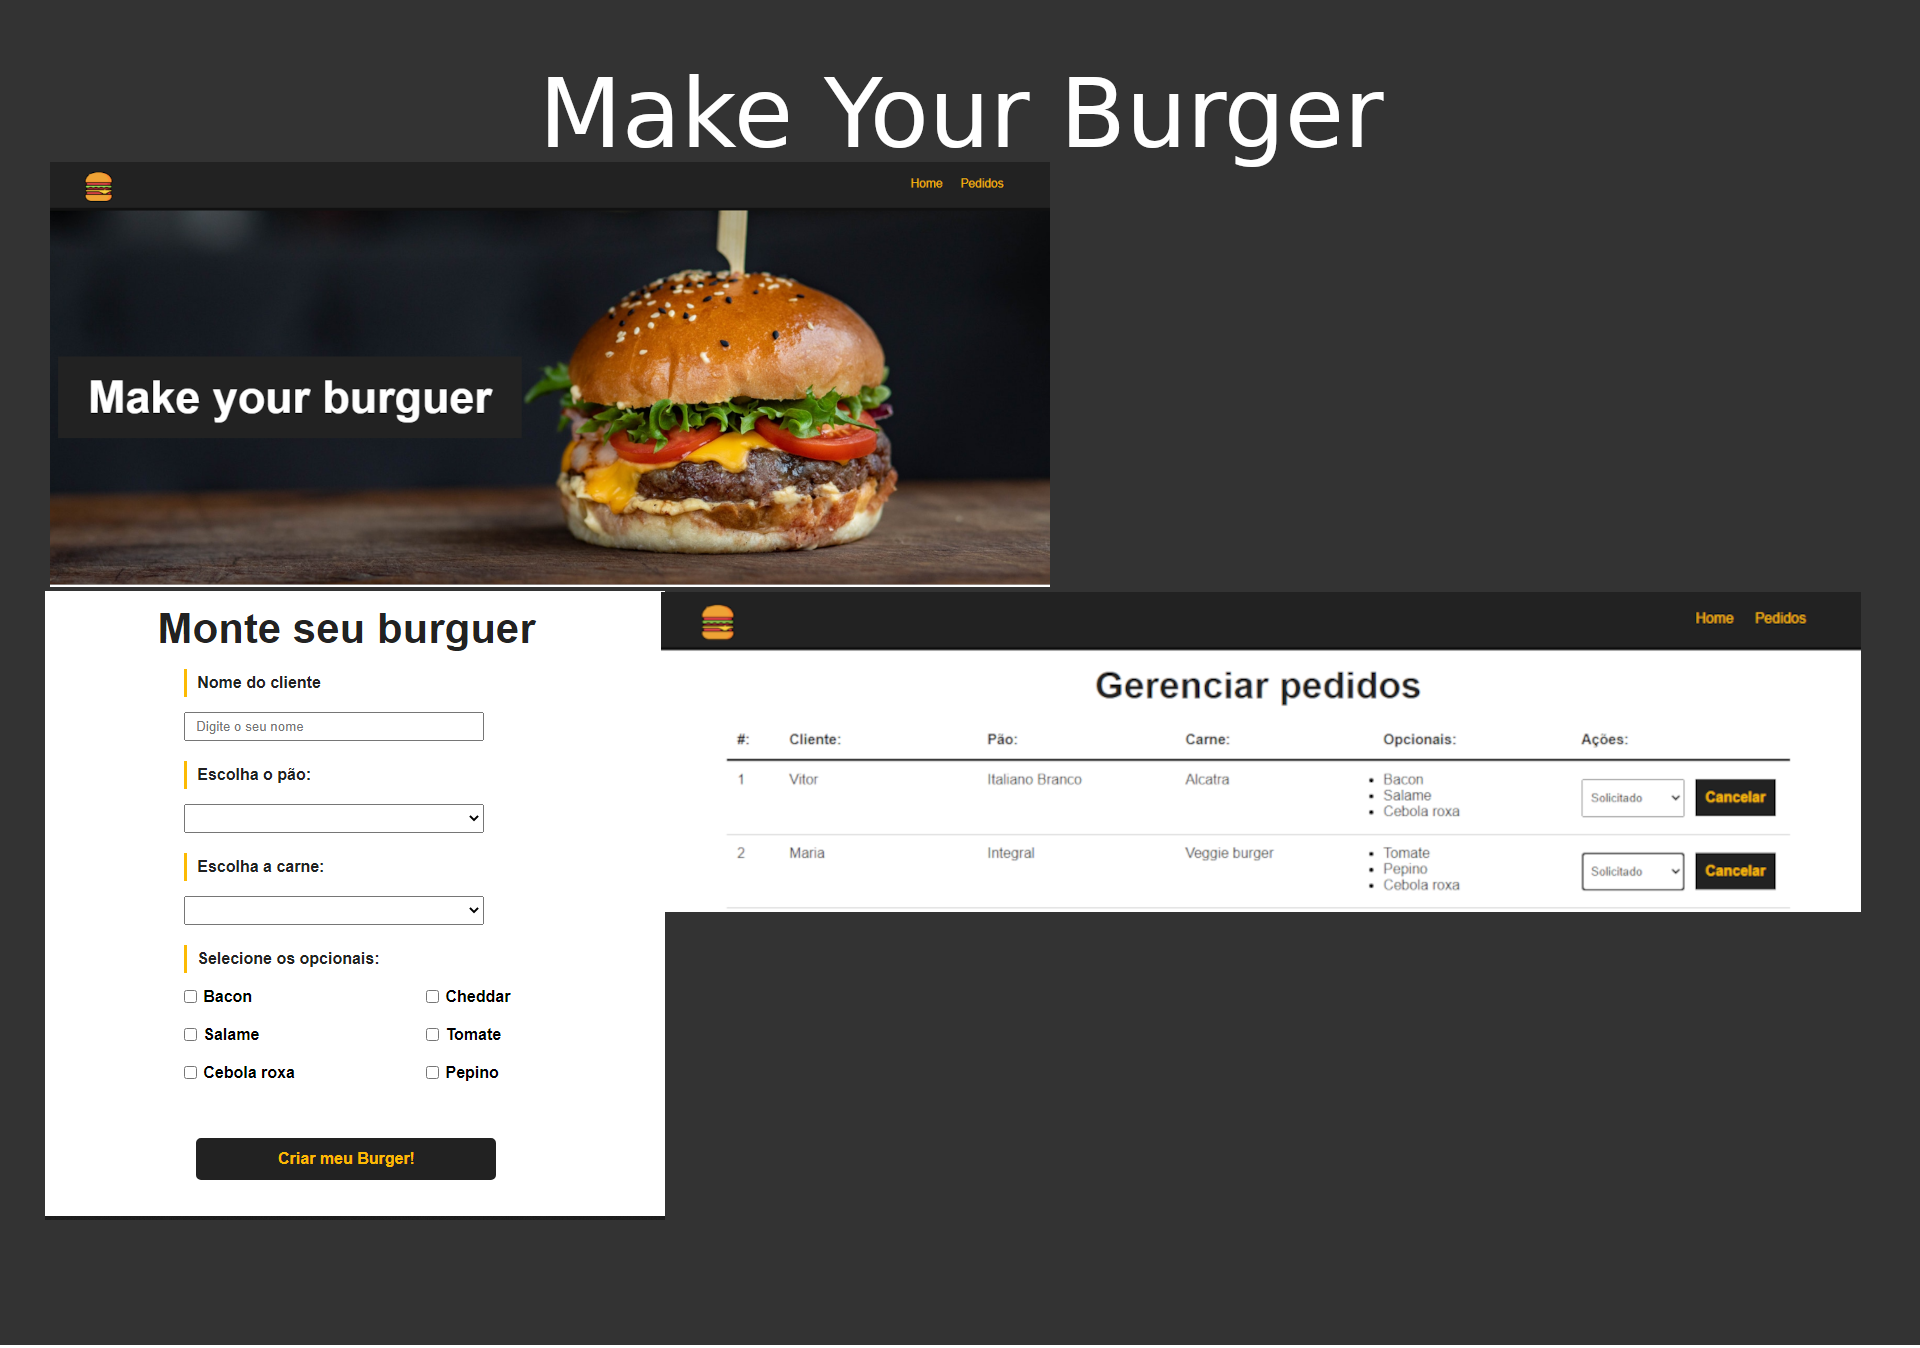 Make Your Burger
Home Pedidos
Make your burguer
Monte seu burguer
Nome do cliente
Digite o seu nome
Escolha o pão:
Escolha a carne:
Selecione os opcionais:
Bacon Cheddar
Salame Tomate
Cebola roxa Pepino
Criar meu Burger!
Home Pedidos
Gerenciar pedidos
#: Cliente: Pão: Carne: Opcionais: Ações:
1 Vitor Italiano Branco Alcatra Bacon
Salame
Cebola roxa
Solicitado Cancelar
2 Maria Integral Veggie burger Tomate
Pepino
Cebola roxa
Solicitado Cancelar